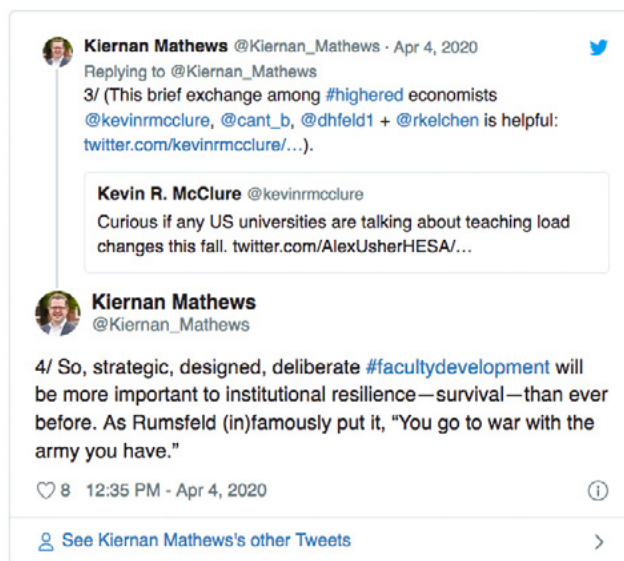 Kiernan Mathews @Kiernan_Mathews · Apr 4, 2020
Replying to @Kiernan_Mathews
3/ (This brief exchange among #highered economists
@kevinrmcclure, @cant_b, @dhfeld1 + @rkelchen is helpful:
twitter.com/kevinrmcclure/…).
Kevin R. McClure @kevinrmcclure
Curious if any US universities are talking about teaching load
changes this fall. twitter.com/AlexUsherHESA/…
Kiernan Mathews
@Kiernan_Mathews
4/ So, strategic, designed, deliberate #facultydevelopment will
be more important to institutional resilience—survival—than ever
before. As Rumsfeld (in)famously put it, “You go to war with the
army you have.”
8 12:35 PM - Apr 4, 2020
See Kiernan Mathews's other Tweets